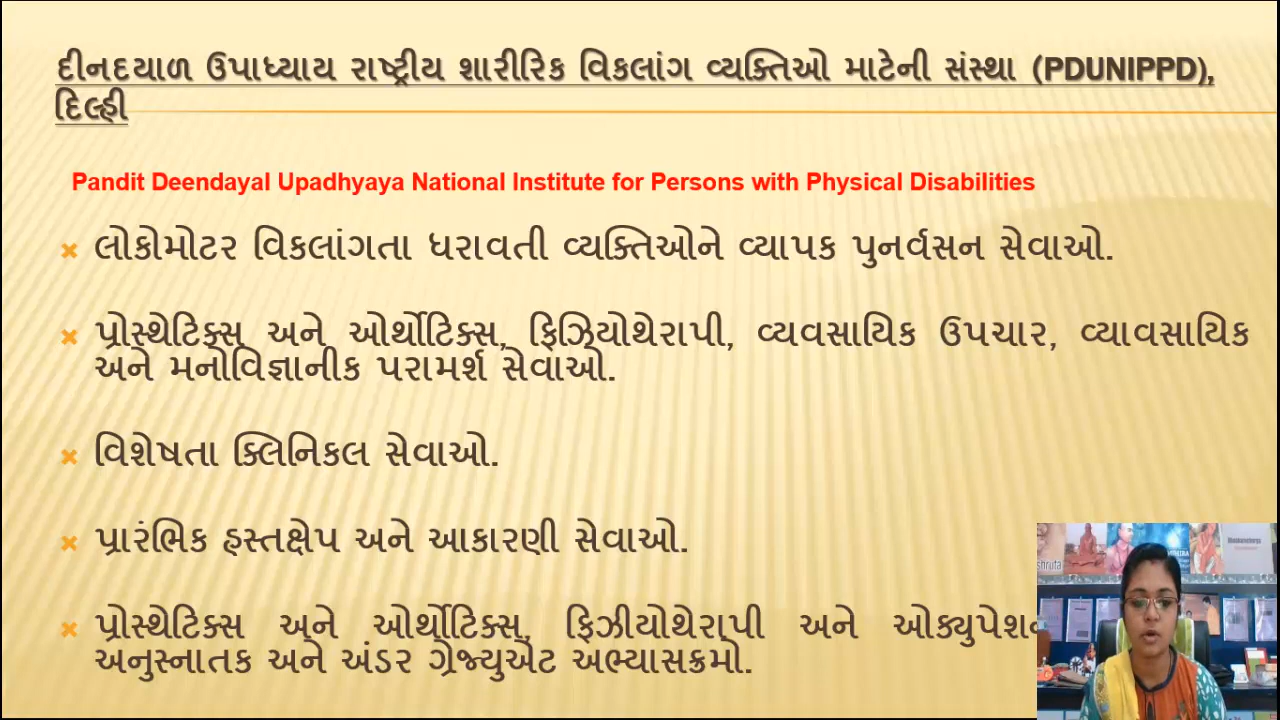 દીનદયાળ ઉપાધ્યાય રાષ્ટ્રીય શારીરિક વિકલાંગ વ્યક્તિઓ માટેની સંસ્થા (PDUNIPPD),
દિલ્હી
Pandit Deendayal Upadhyaya National Institute for Persons with Physical Disabilities
લોકોમોટર વિકલાંગતા ધરાવતી વ્યક્તિઓને વ્યાપક પુનર્વસન સેવાઓ.
પ્રોસ્થેટિક્સ અને ઓર્થોટિક્સ, ફિઝિયોથેરાપી, વ્યવસાયિક ઉપચાર, વ્યાવસાયિક
અને મનોવિજ્ઞાનીક પરામર્શ સેવાઓ.
વિશેષતા ક્લિનિકલ સેવાઓ.
પ્રારંભિક હસ્તક્ષેપ અને આકારણી સેવાઓ.
પ્રોસ્થેટિક્સ અને ઓર્થોટિક્સ, ફિઝીયોથેરાપી અને
અનુસ્નાતક અને અંડર ગ્રેજ્યુએટ અભ્યાસક્રમો.
shruta